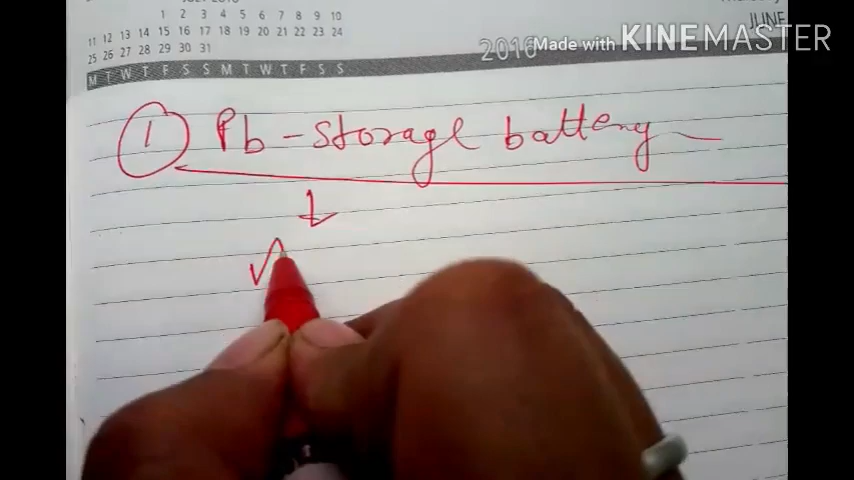 JUNE
1 2 3 4 5 6 7 8 9 10
11 12 13 14 15 16 17 18 19 20 21 22 23 24
25 26 27 28 29 30 31
M T W T F S S M T W T F S S
2016
Made with KINEMASTER
1 Pb - Storage battery